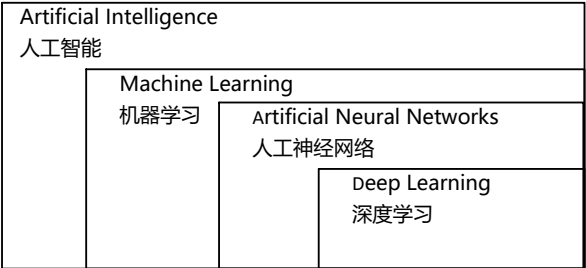 Artificial Intelligence
人工智能
Machine Learning
机器学习
Artificial Neural Networks
人工神经网络
Deep Learning
深度学习